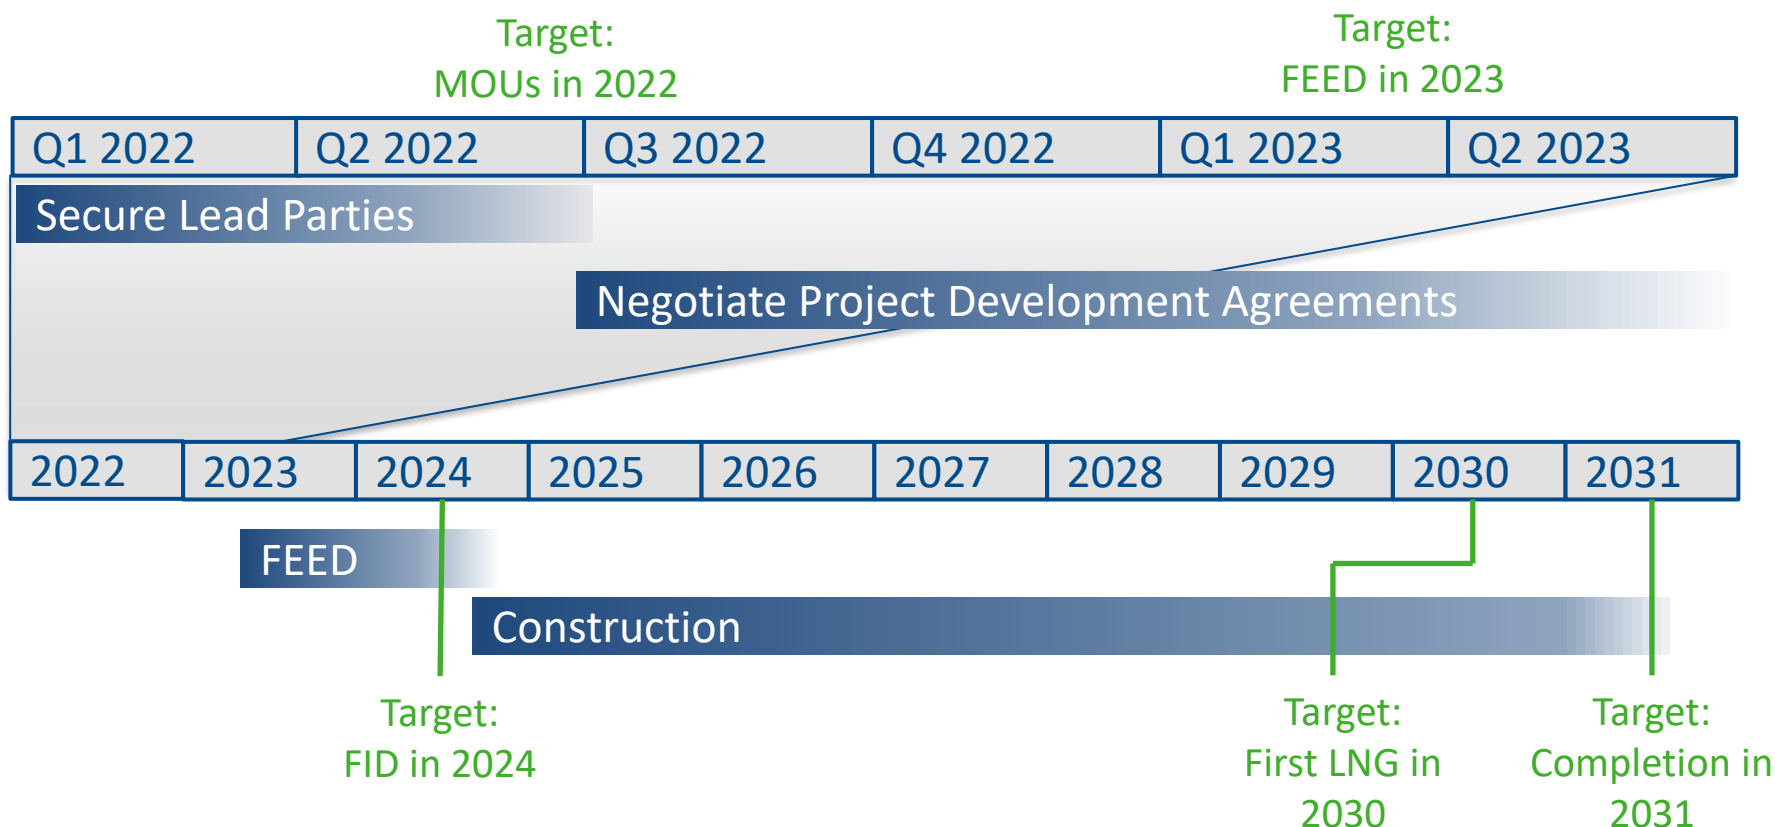 Target:
MOUs in 2022
Target:
FEED in 2023
Q1 2022 Q2 2022 Q3 2022 Q4 2022 Q1 2023 Q2 2023
Secure Lead Parties
Negotiate Project Development Agreements
2022 2023 2024 2025 2026 2027 2028 2029 2030 2031
FEED
Construction
Target:
FID in 2024
Target:
First LNG in
2030
Target:
Completion in
2031